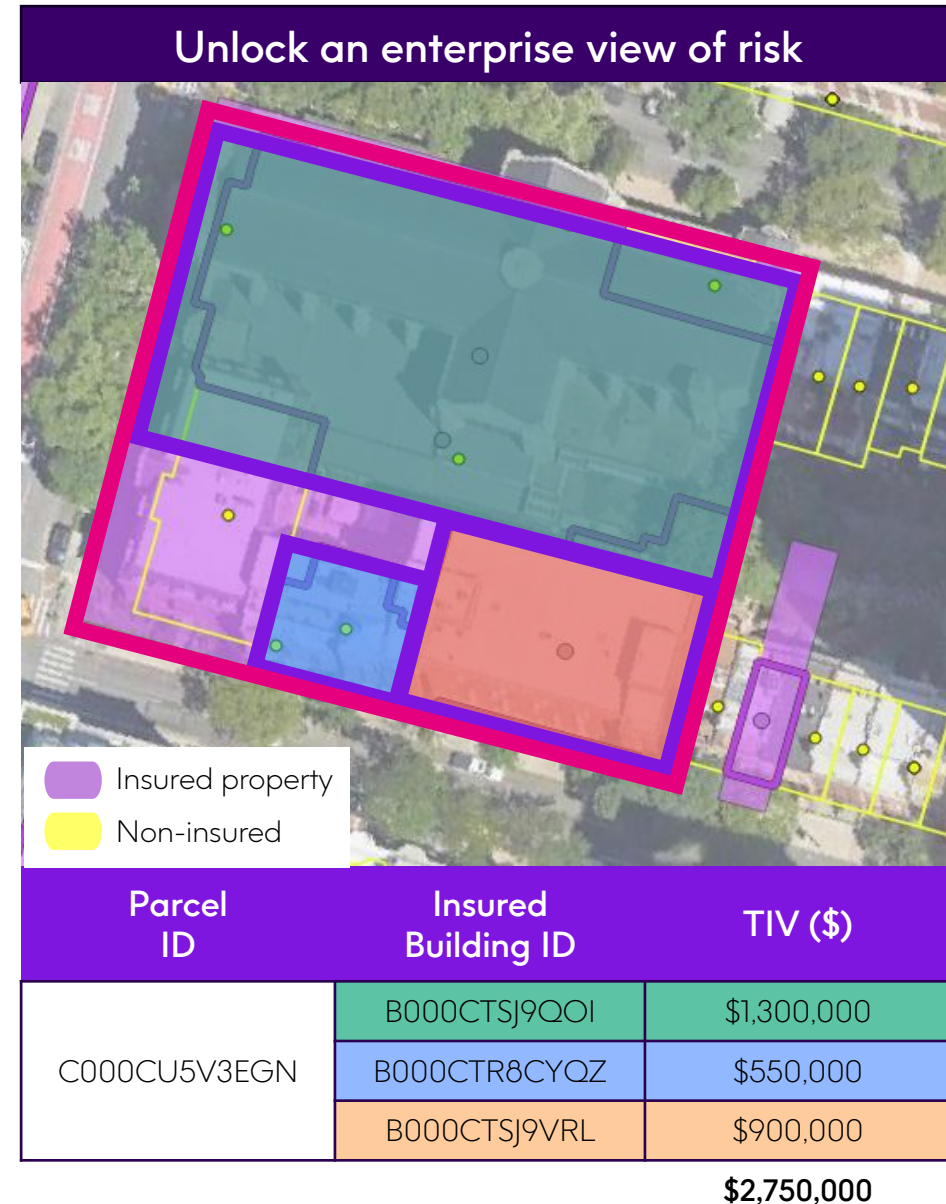 Unlock an enterprise view of risk
Insured property
Non-insured
Parcel
ID
Insured
Building ID
TIV ($)
C000CU5V3EGN
B000CTSJ9QOI
$1,300,000
B000CTR8CYQZ
$550,000
B000CTSJ9VRL
$900,000
$2,750,000